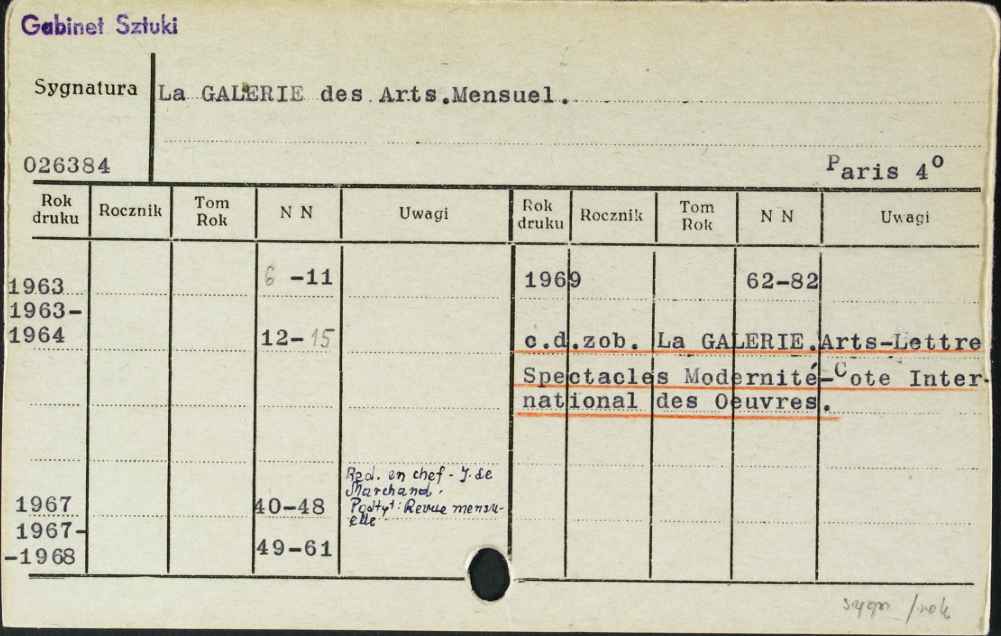 Gabinet Sztuki
Sygnatura
La GALERIE des Arts.Mensuel.
026384
Paris 4º
Rok druku Rocznik Tom Rok N N Uwagi Rok druku Rocznik Tom Rok N N Uwagi
1963 6 -11 1969 62-82
1963-
1964 12-15 c.d.zob. La GALERIE.Arts-Lettre
Spectacles Modernité-Cote Inter-
national des Oeuvres.
Red. en chef - J. de
Marchand.
1967 40-48 Podtyt: Revue mensu-
elle
1967-
-1968 49-61
sygn /rok